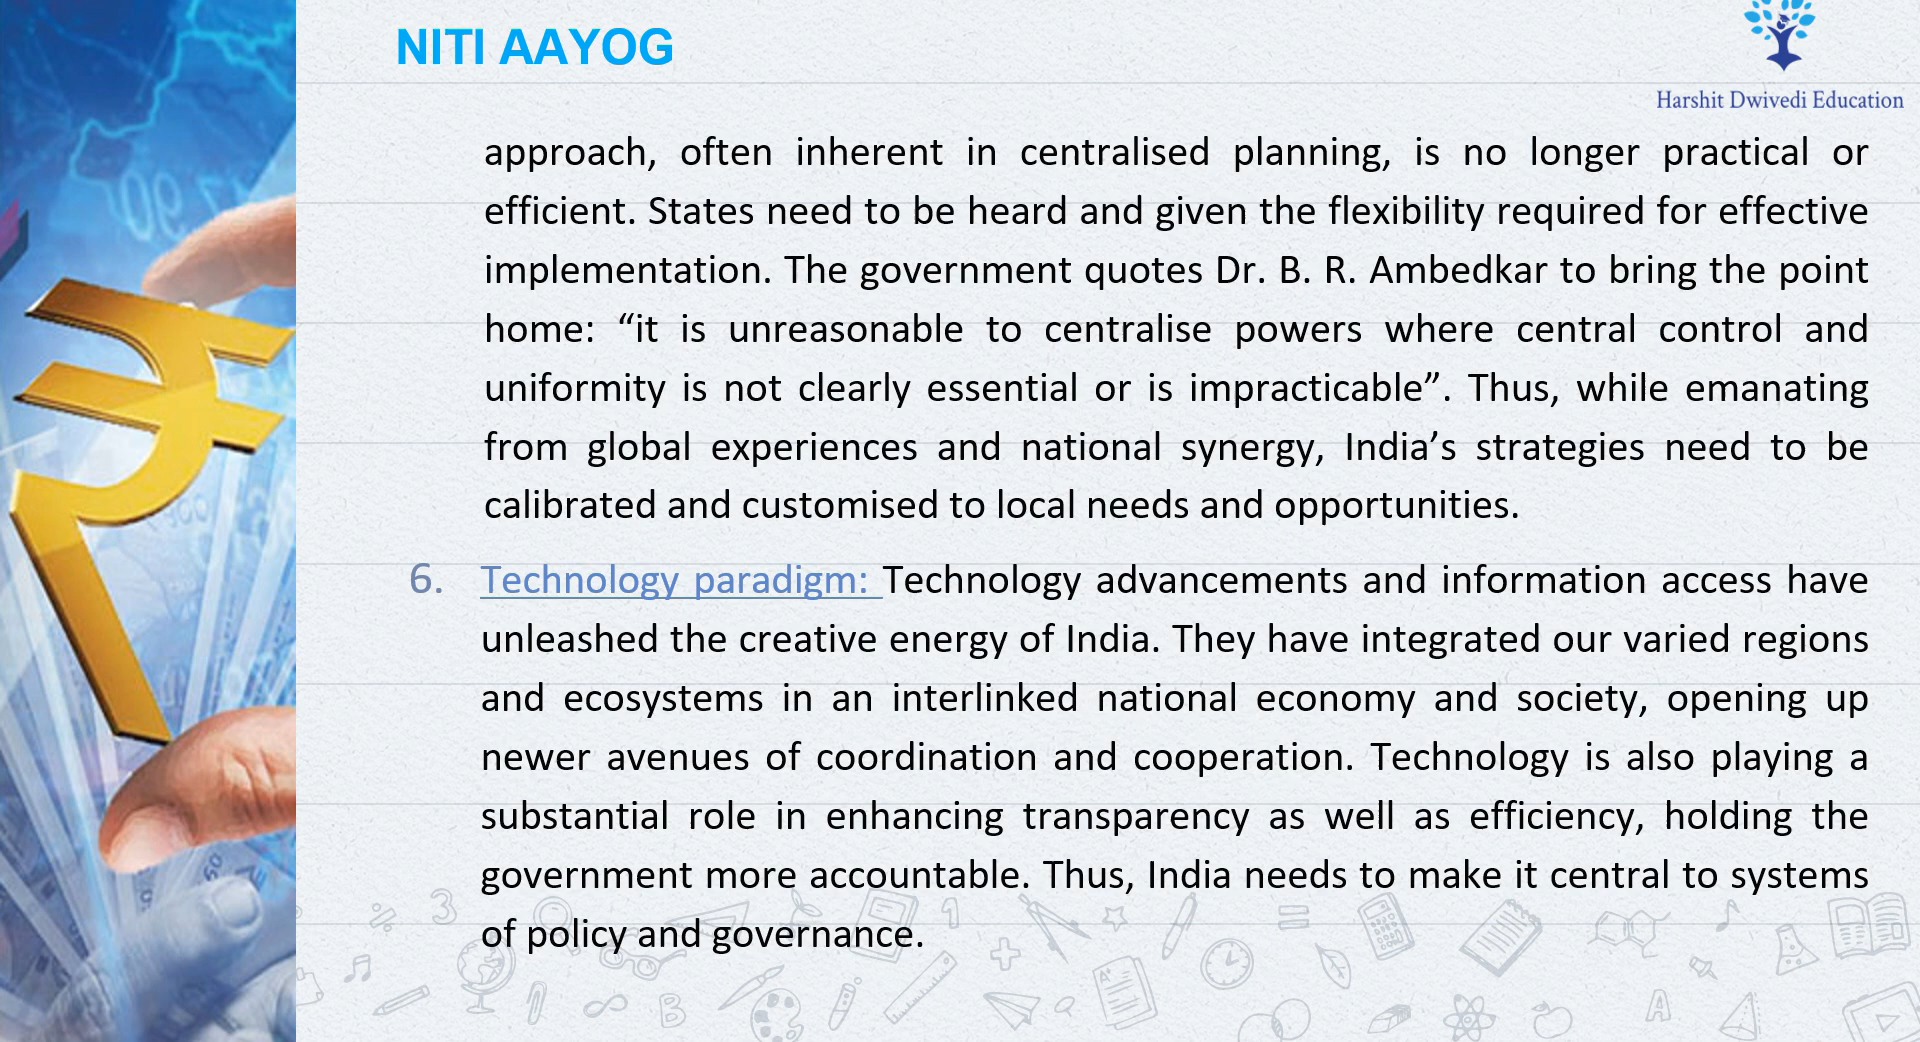 NITI AAYOG
Harshit Dwivedi Education
approach, often inherent in centralised planning, is no longer practical or
efficient. States need to be heard and given the flexibility required for effective
implementation. The government quotes Dr. B. R. Ambedkar to bring the point
home: “it is unreasonable to centralise powers where central control and
uniformity is not clearly essential or is impracticable”. Thus, while emanating
from global experiences and national synergy, India’s strategies need to be
calibrated and customised to local needs and opportunities.
6. Technology paradigm: Technology advancements and information access have
unleashed the creative energy of India. They have integrated our varied regions
and ecosystems in an interlinked national economy and society, opening up
newer avenues of coordination and cooperation. Technology is also playing a
substantial role in enhancing transparency as well as efficiency, holding the
government more accountable. Thus, India needs to make it central to systems
of policy and governance.